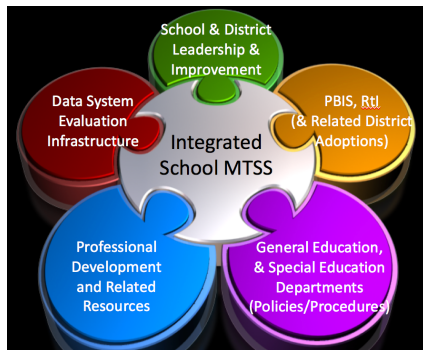 School & District
Leadership &
Improvement
Data System
Evaluation
Infrastructure
PBIS, RtI
(& Related District
Adoptions)
Integrated
School MTSS
Professional
Development
and Related
Resources
General Education,
& Special Education
Departments
(Policies/Procedures)